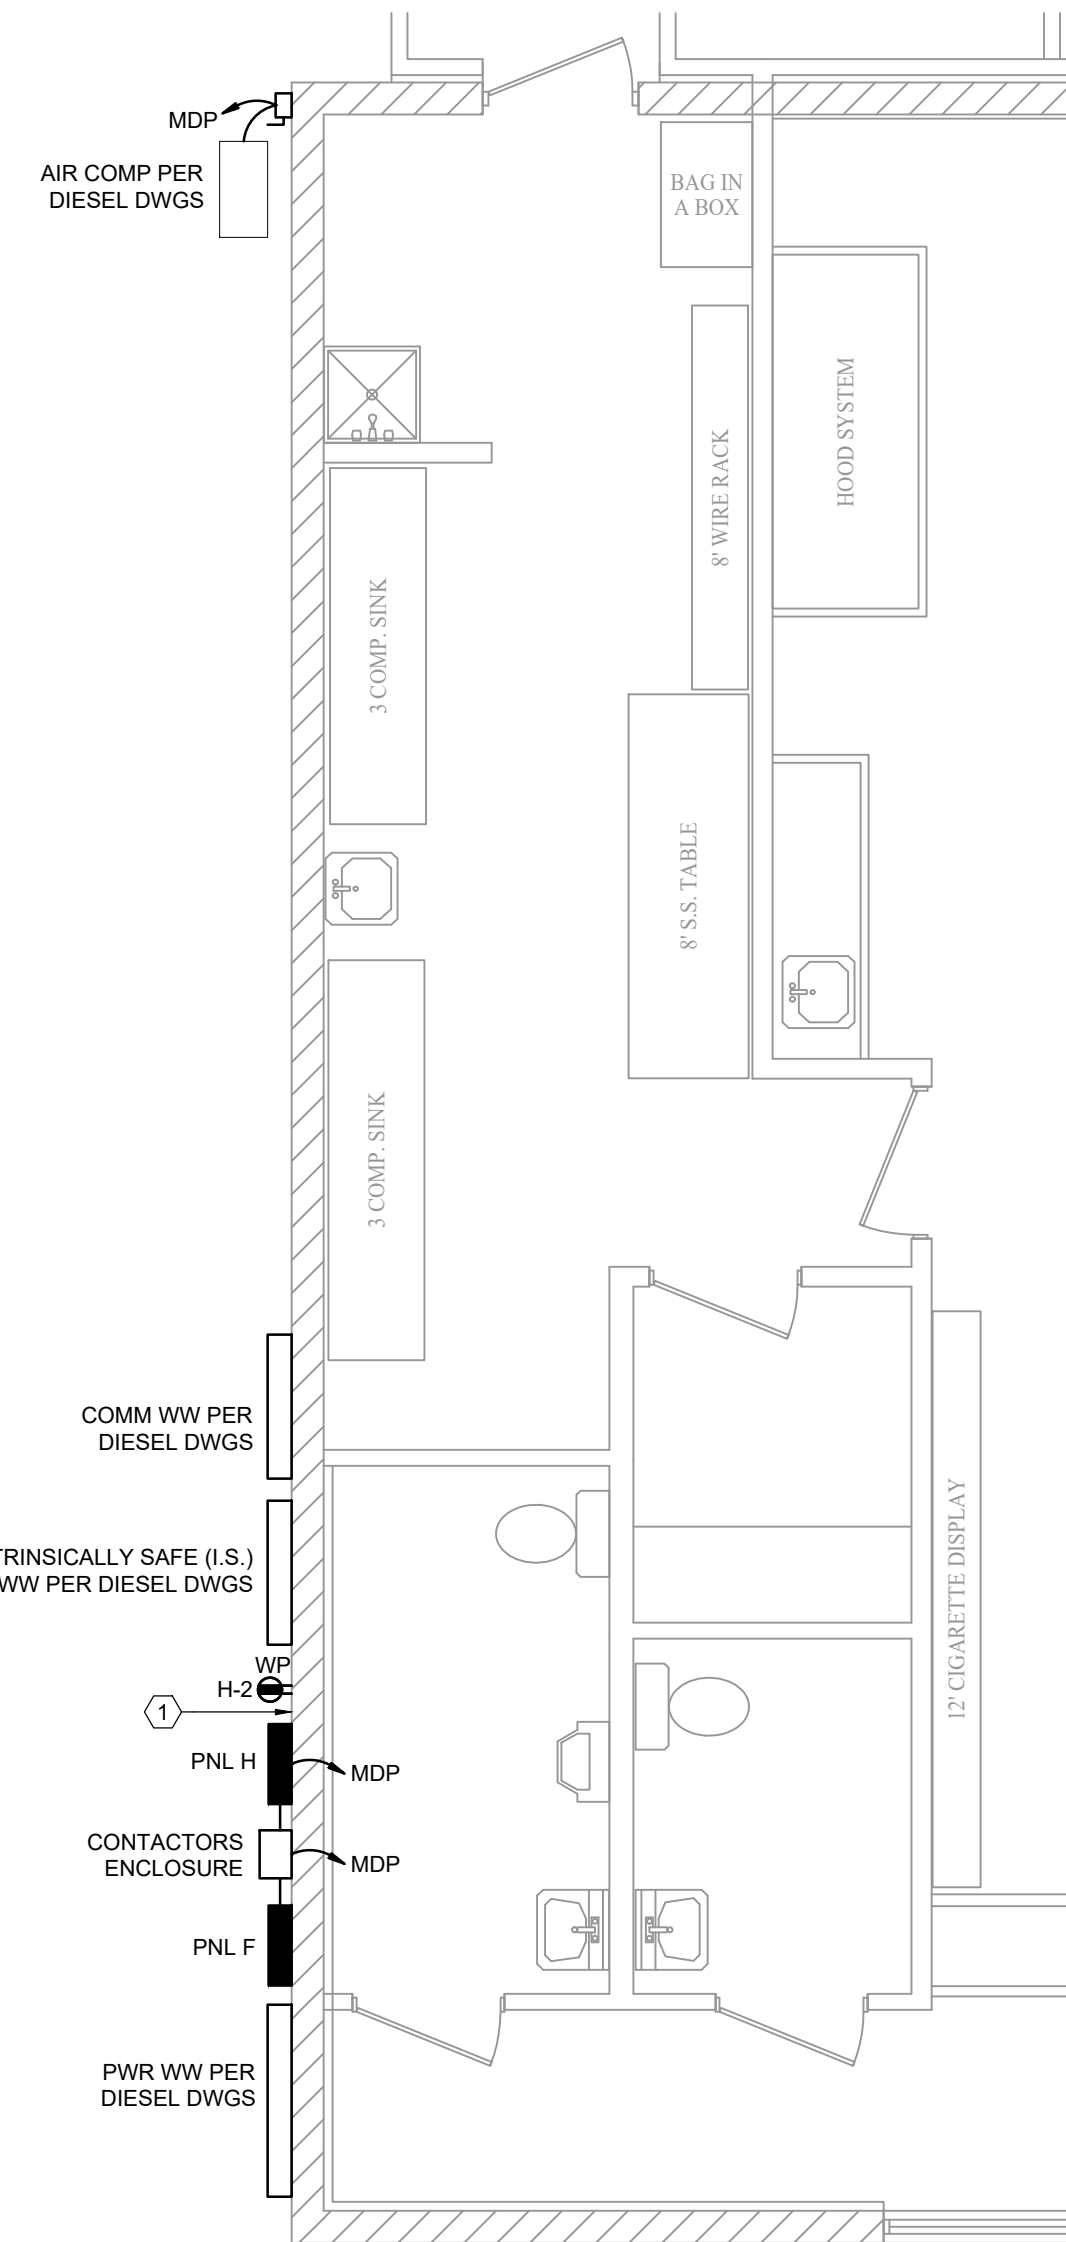 MDP
AIR COMP PER
DIESEL DWGS
BAG IN
A BOX
HOOD SYSTEM
8' WIRE RACK
3 COMP. SINK
8' S.S. TABLE
3 COMP. SINK
COMM WW PER
DIESEL DWGS
TRINSICALLY SAFE (I.S.)
WW PER DIESEL DWGS
12' CIGARETTE DISPLAY
WP
H-2
1
PNL H
MDP
CONTACTORS
ENCLOSURE
MDP
PNL F
PWR WW PER
DIESEL DWGS